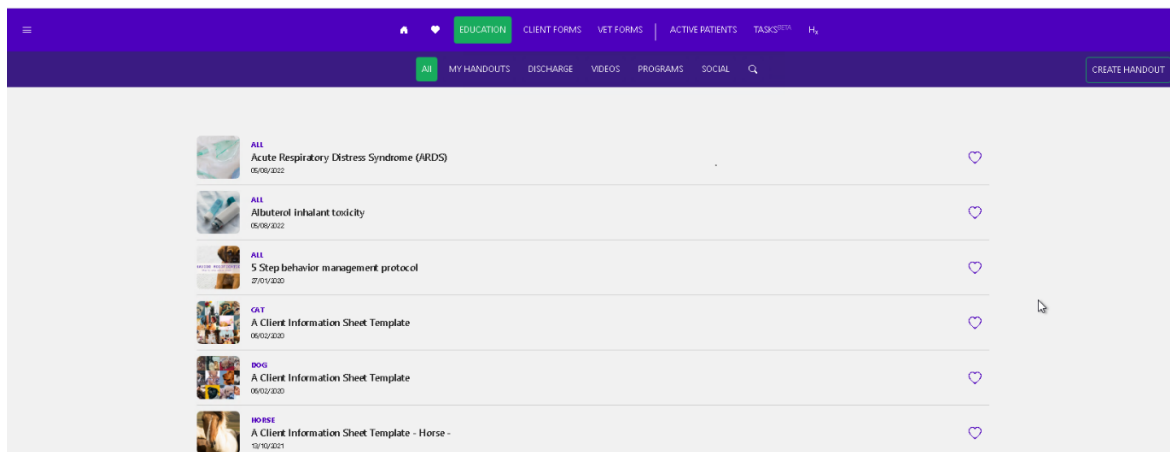 EDUCATION CLIENT FORMS VET FORMS ACTIVE PATIENTS TASKSBETA Hx
All MY HANDOUTS DISCHARGE VIDEOS PROGRAMS SOCIAL CREATE HANDOUT
ALL
Acute Respiratory Distress Syndrome (ARDS)
05/08/2022
ALL
Albuterol inhalant toxicity
05/08/2022
ALL
5 Step behavior management protocol
27/01/2020
CAT
A Client Information Sheet Template
06/02/2020
DOG
A Client Information Sheet Template
06/02/2020
HORSE
A Client Information Sheet Template - Horse -
13/10/2021